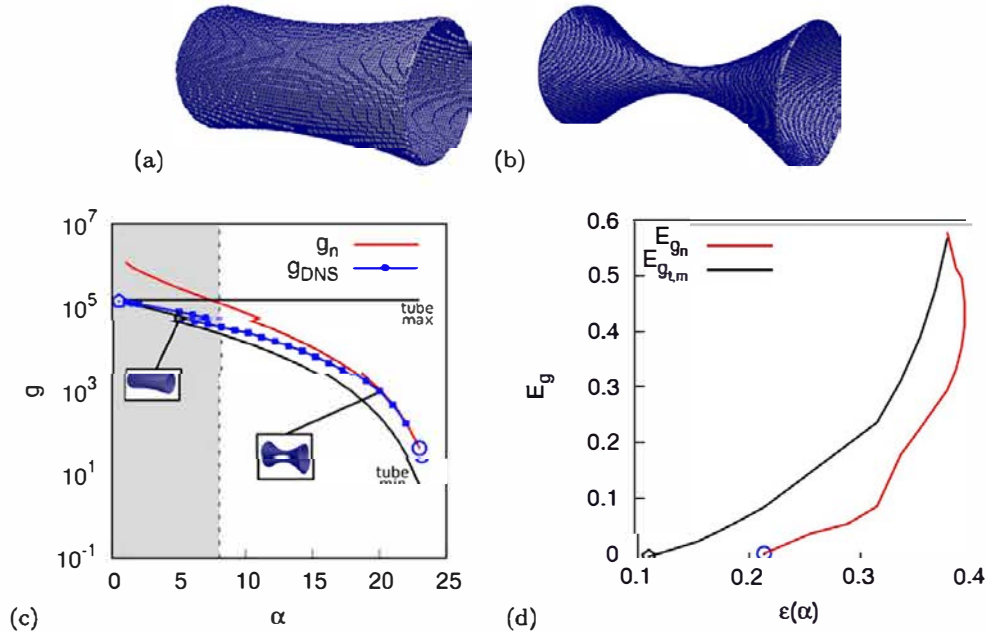 (a)
(b)
10^7
10^5
10^3
10^1
10^-1
g
g_n
g_DNS
tube
max
tube
0
5
10
15
20
25
α
(c)
0.6
0.5
0.4
0.3
0.2
0.1
0
E_g
E_g_n
E_g_t,m
0.1
0.2
0.3
0.4
ε(α)
(d)